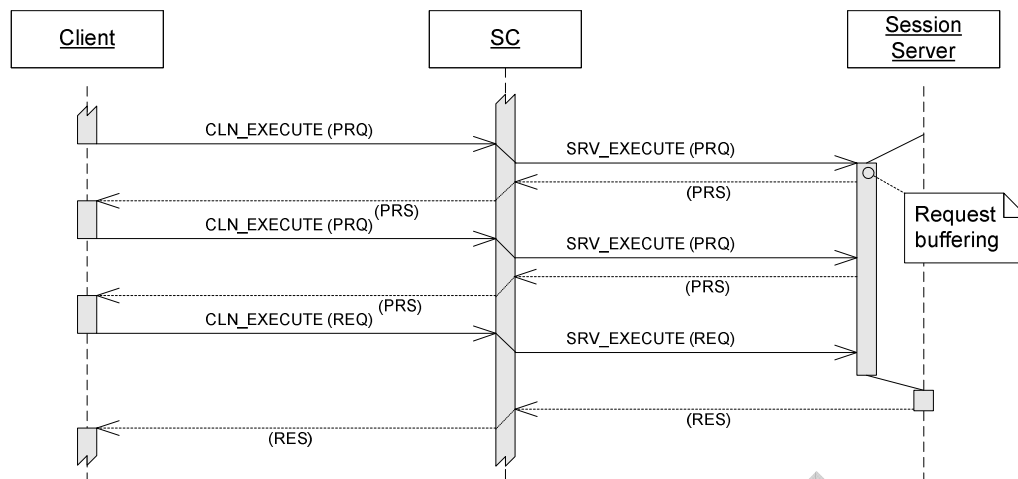 Client
SC
Session
Server
CLN_EXECUTE (PRQ)
SRV_EXECUTE (PRQ)
(PRS)
(PRS)
Request
buffering
CLN_EXECUTE (PRQ)
SRV_EXECUTE (PRQ)
(PRS)
(PRS)
CLN_EXECUTE (REQ)
SRV_EXECUTE (REQ)
(RES)
(RES)